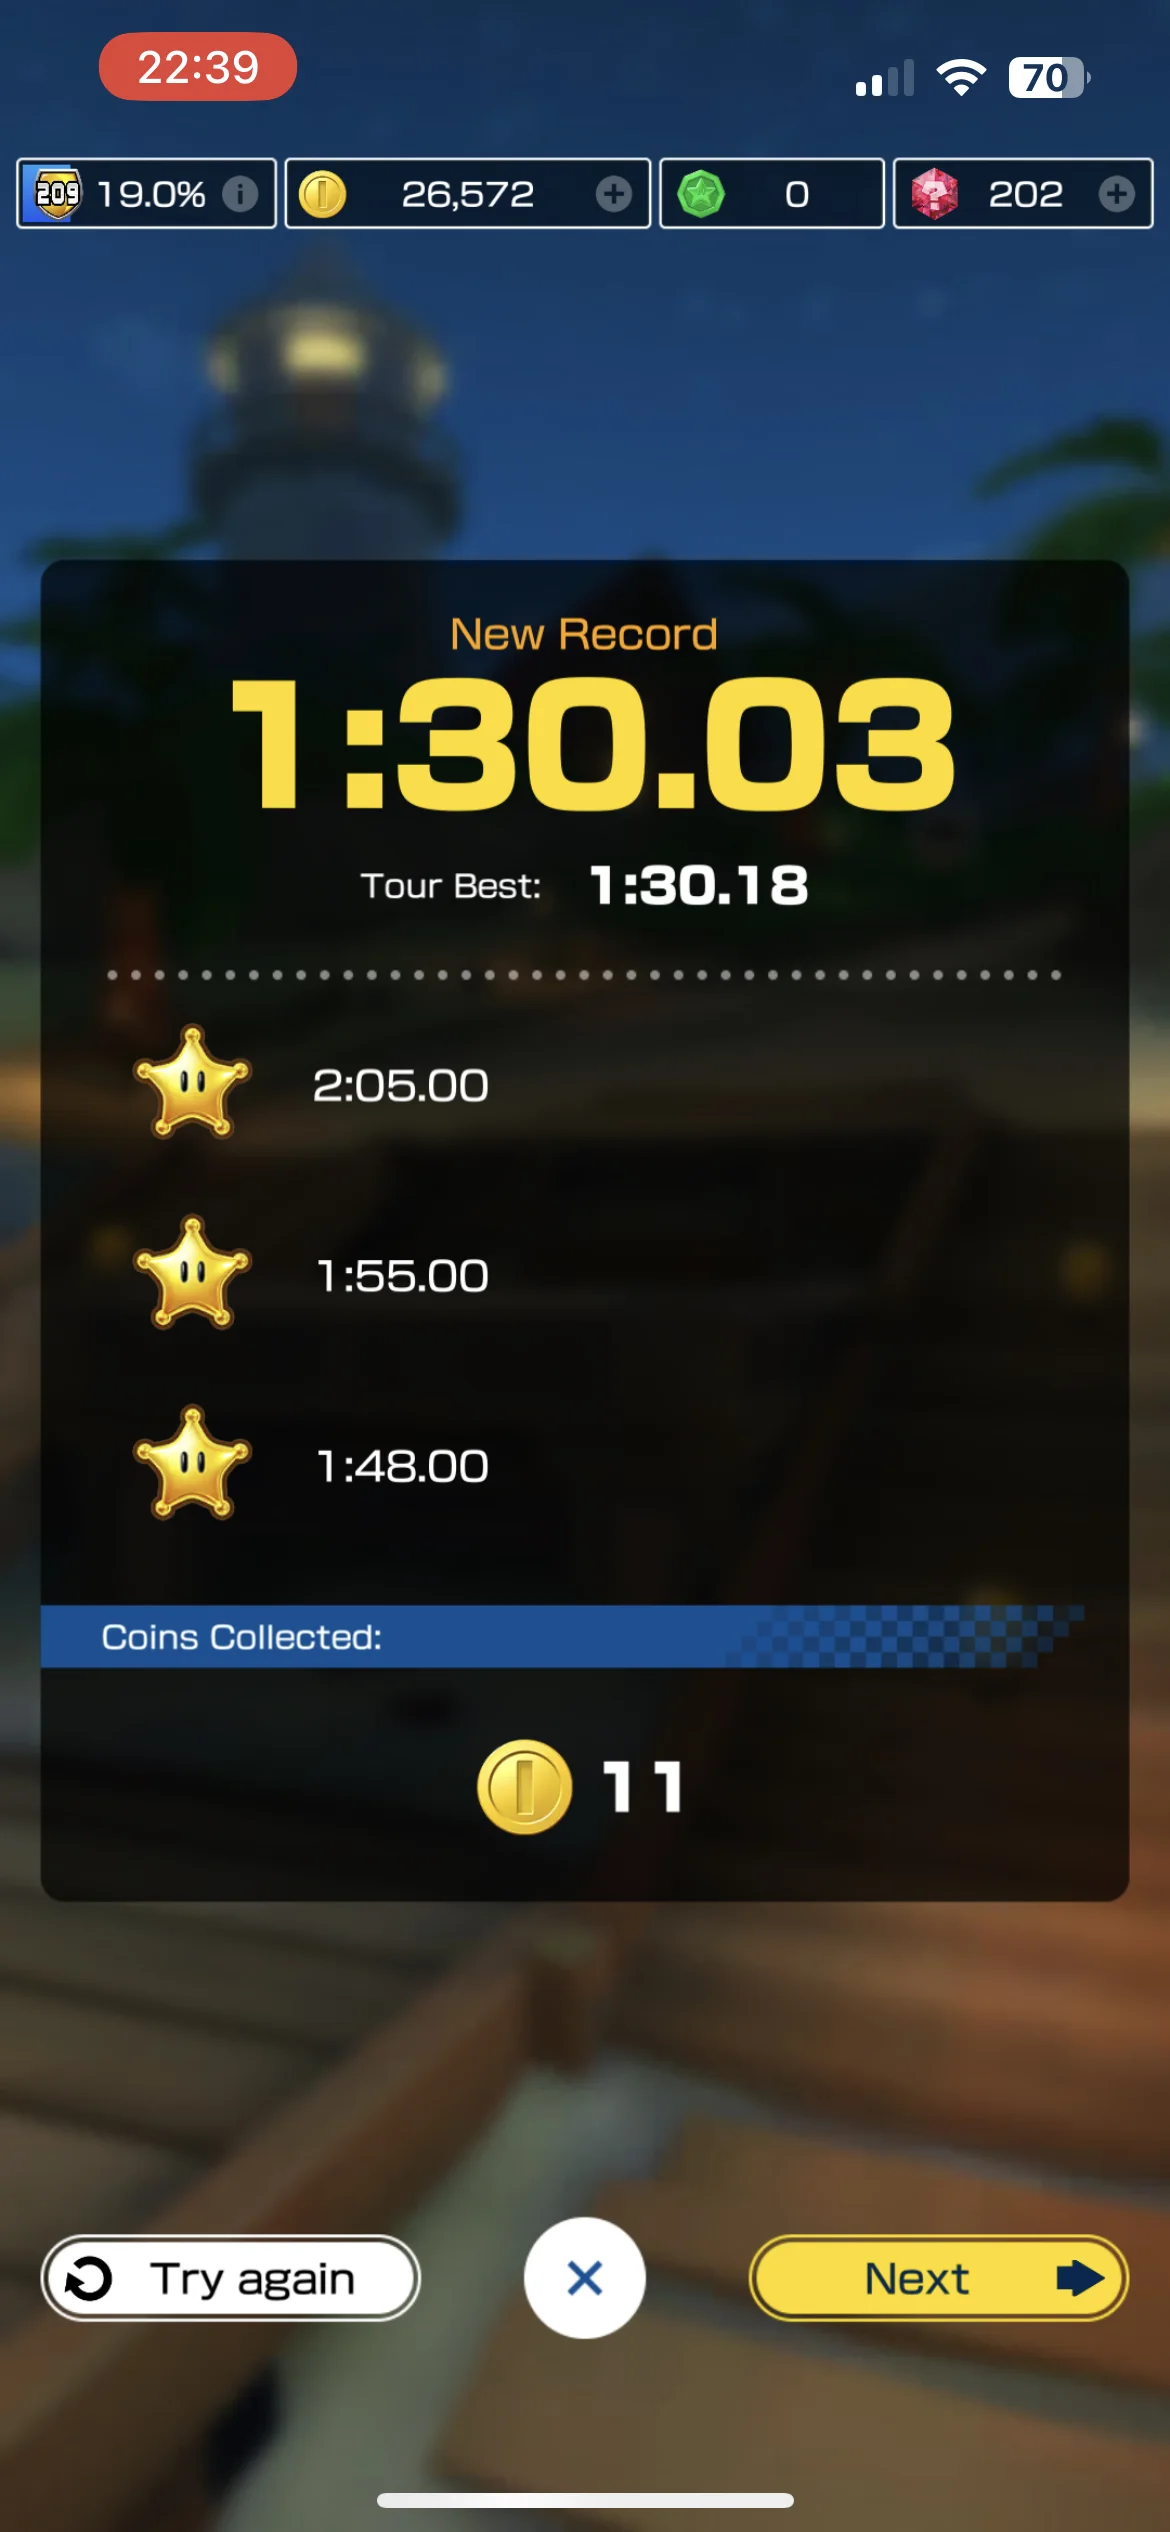 22:39
70
209 19.0% i 26,572 + 0 ? 202 +
New Record
1:30.03
Tour Best: 1:30.18
2:05.00
1:55.00
1:48.00
Coins Collected:
11
Try again × Next